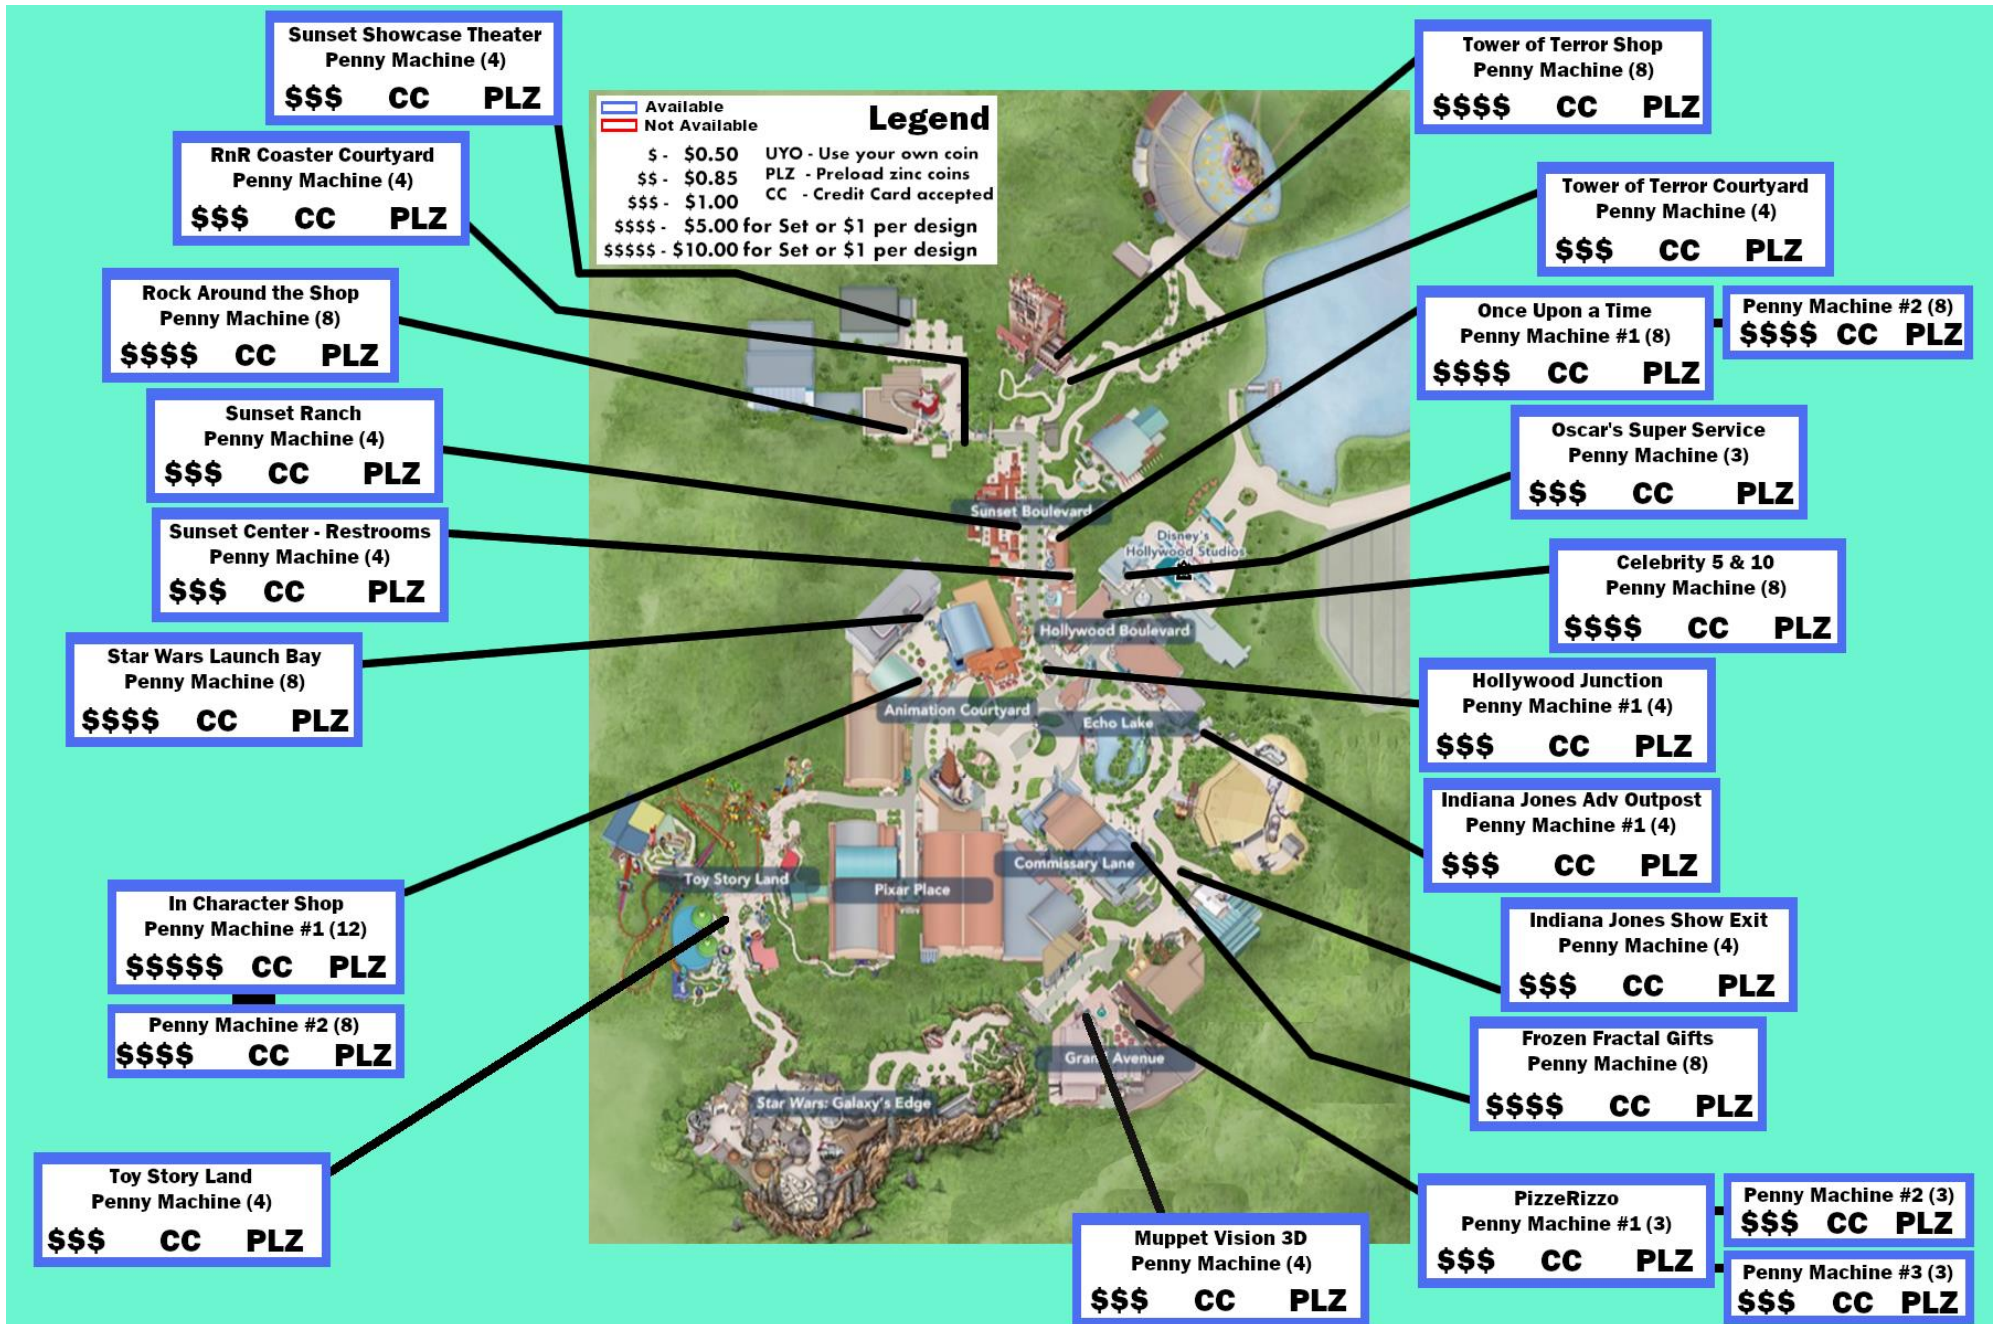 Sunset Showcase Theater
Penny Machine (4)
$$$ CC PLZ
RnR Coaster Courtyard
Penny Machine (4)
$$$ CC PLZ
Rock Around the Shop
Penny Machine (8)
$$$$ CC PLZ
Sunset Ranch
Penny Machine (4)
$$$ CC PLZ
Sunset Center - Restrooms
Penny Machine (4)
$$$ CC PLZ
Star Wars Launch Bay
Penny Machine (8)
$$$$ CC PLZ
In Character Shop
Penny Machine #1 (12)
$$$$$ CC PLZ
Penny Machine #2 (8)
$$$$ CC PLZ
Toy Story Land
Penny Machine (4)
$$$ CC PLZ
Legend
Available
Not Available
$ - $0.50 UYO - Use your own coin
$$ - $0.85 PLZ - Preload zinc coins
$$$ - $1.00 CC - Credit Card accepted
$$$$ - $5.00 for Set or $1 per design
$$$$$ - $10.00 for Set or $1 per design
Sunset Boulevard
Disney's
Hollywood Studios
Hollywood Boulevard
Animation Courtyard
Echo Lake
Commissary Lane
Toy Story Land
Pixar Place
Grand Avenue
Star Wars: Galaxy's Edge
Tower of Terror Shop
Penny Machine (8)
$$$$ CC PLZ
Tower of Terror Courtyard
Penny Machine (4)
$$$ CC PLZ
Once Upon a Time
Penny Machine #1 (8)
$$$$ CC PLZ
Penny Machine #2 (8)
$$$$ CC PLZ
Oscar's Super Service
Penny Machine (3)
$$$ CC PLZ
Celebrity 5 & 10
Penny Machine (8)
$$$$ CC PLZ
Hollywood Junction
Penny Machine #1 (4)
$$$ CC PLZ
Indiana Jones Adv Outpost
Penny Machine #1 (4)
$$$ CC PLZ
Indiana Jones Show Exit
Penny Machine (4)
$$$ CC PLZ
Frozen Fractal Gifts
Penny Machine (8)
$$$$ CC PLZ
PizzeRizzo
Penny Machine #1 (3)
$$$ CC PLZ
Penny Machine #2 (3)
$$$ CC PLZ
Penny Machine #3 (3)
$$$ CC PLZ
Muppet Vision 3D
Penny Machine (4)
$$$ CC PLZ